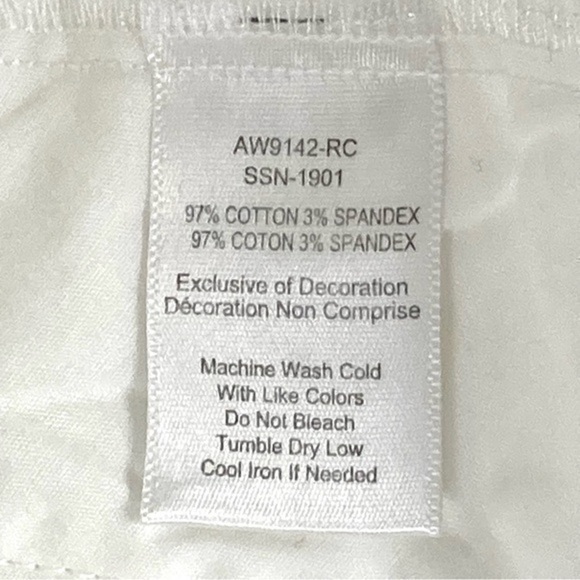 AW9142-RC
SSN-1901
97% COTTON 3% SPANDEX
97% COTON 3% SPANDEX
Exclusive of Decoration
Décoration Non Comprise
Machine Wash Cold
With Like Colors
Do Not Bleach
Tumble Dry Low
Cool Iron If Needed